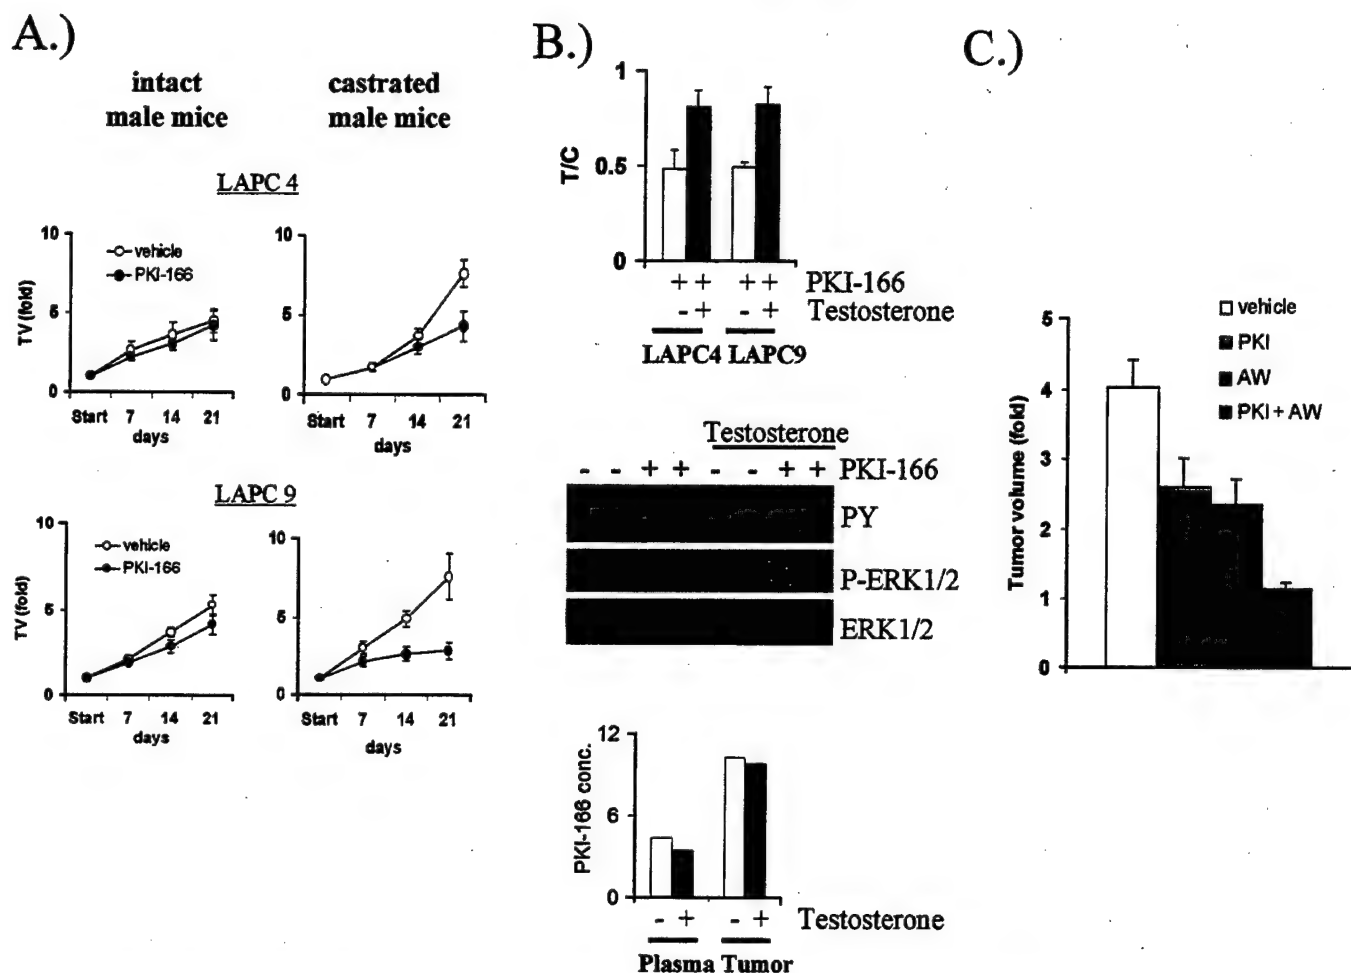 A.)
intact
male mice
castrated
male mice
LAPC 4
10
5
0
TV (fold)
vehicle
PKI-166
Start 7 14 21
days
10
5
0
Start 7 14 21
days
LAPC 9
10
5
0
TV (fold)
vehicle
PKI-166
Start 7 14 21
days
10
5
0
Start 7 14 21
days
B.)
1
0.5
0
T/C
+ + + + PKI-166
- + - + Testosterone
LAPC4 LAPC9
Testosterone
- - + + - - + + PKI-166
PY
P-ERK1/2
ERK1/2
12
6
0
PKI-166 conc.
- + - + Testosterone
Plasma Tumor
C.)
vehicle
PKI
AW
PKI + AW
5
4
3
2
1
0
Tumor volume (fold)